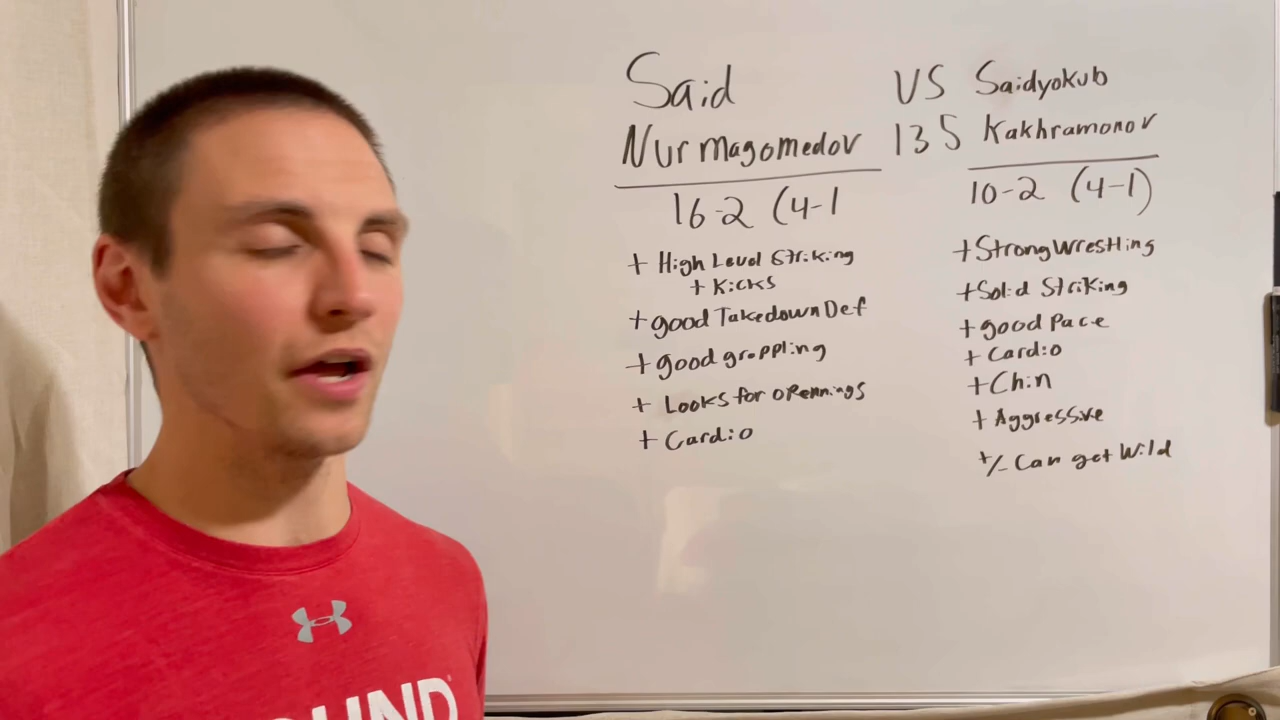 Said
Nurmagomedov
16-2 (4-1
+ High Level Striking
+ Kicks
+ good Takedown Def
+ good grappling
+ Looks for opennings
+ Cardio
VS
135
Saidyokub
Kakhramonov
10-2 (4-1)
+ Strong Wrestling
+ Solid Striking
+ good Pace
+ Cardio
+ Chin
+ Aggressive
+/- Can get Wild
OUND